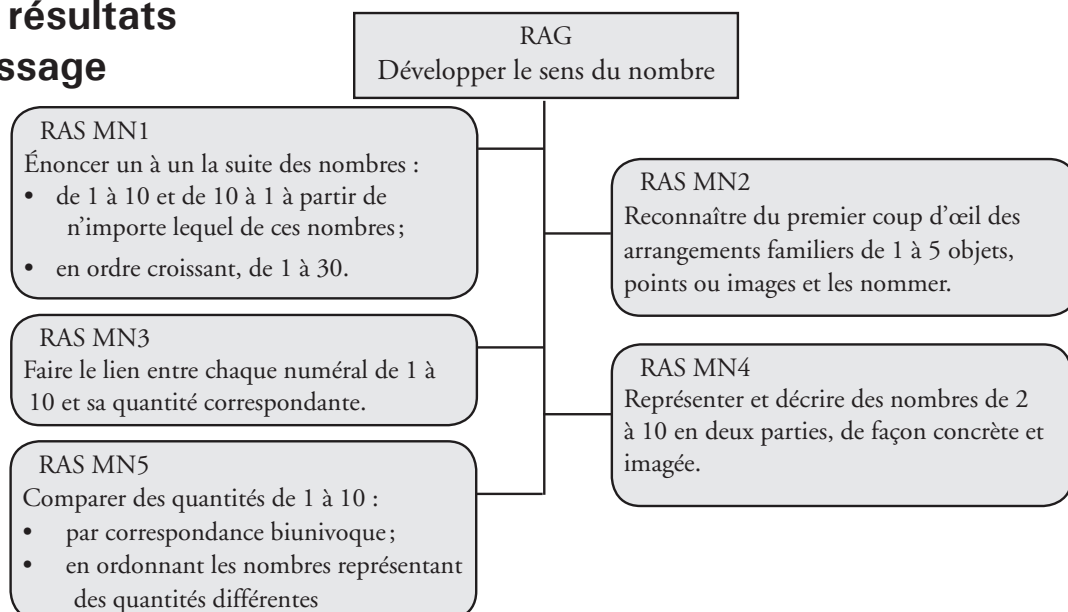 résultats
ssage
RAG
Développer le sens du nombre
RAS MN1
Énoncer un à un la suite des nombres :
• de 1 à 10 et de 10 à 1 à partir de
n'importe lequel de ces nombres ;
• en ordre croissant, de 1 à 30.
RAS MN2
Reconnaître du premier coup d'œil des
arrangements familiers de 1 à 5 objets,
points ou images et les nommer.
RAS MN3
Faire le lien entre chaque numéral de 1 à
10 et sa quantité correspondante.
RAS MN4
Représenter et décrire des nombres de 2
à 10 en deux parties, de façon concrète et
imagée.
RAS MN5
Comparer des quantités de 1 à 10 :
• par correspondance biunivoque ;
• en ordonnant les nombres représentant
des quantités différentes